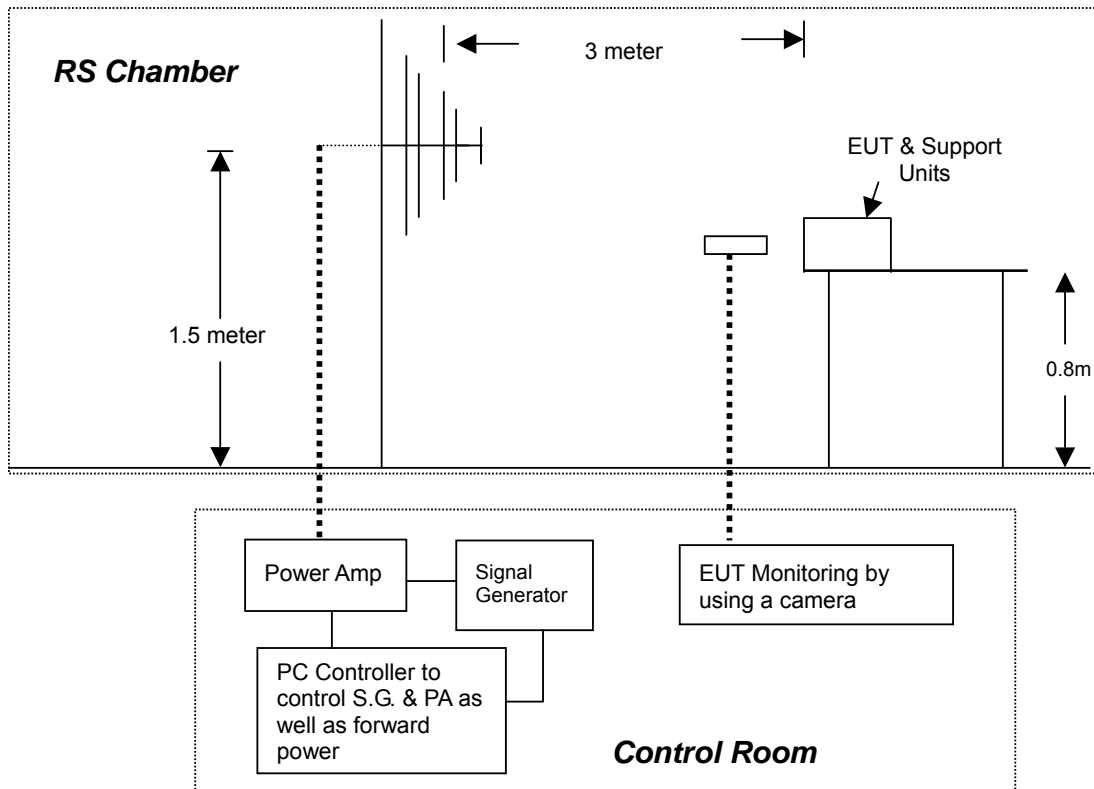 3 meter
RS Chamber
EUT & Support
Units
1.5 meter
0.8m
Power Amp
Signal
Generator
EUT Monitoring by
using a camera
PC Controller to
control S.G. & PA as
well as forward
power
Control Room